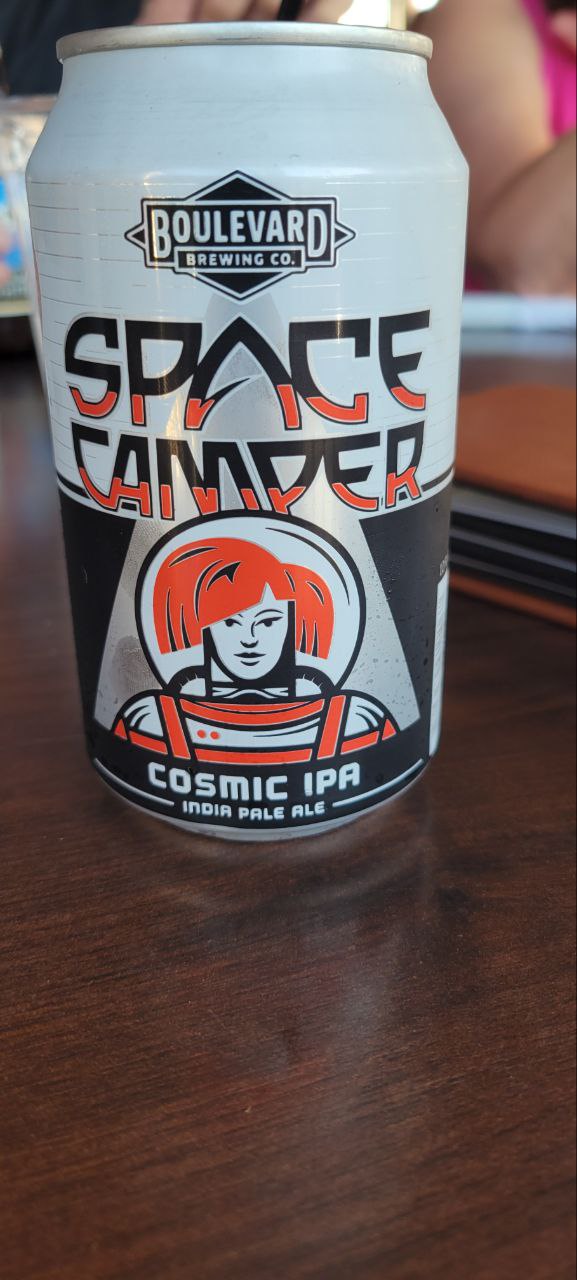 BOULEVARD
BREWING CO.
SPACE
CAMPER
COSMIC IPA
INDIA PALE ALE